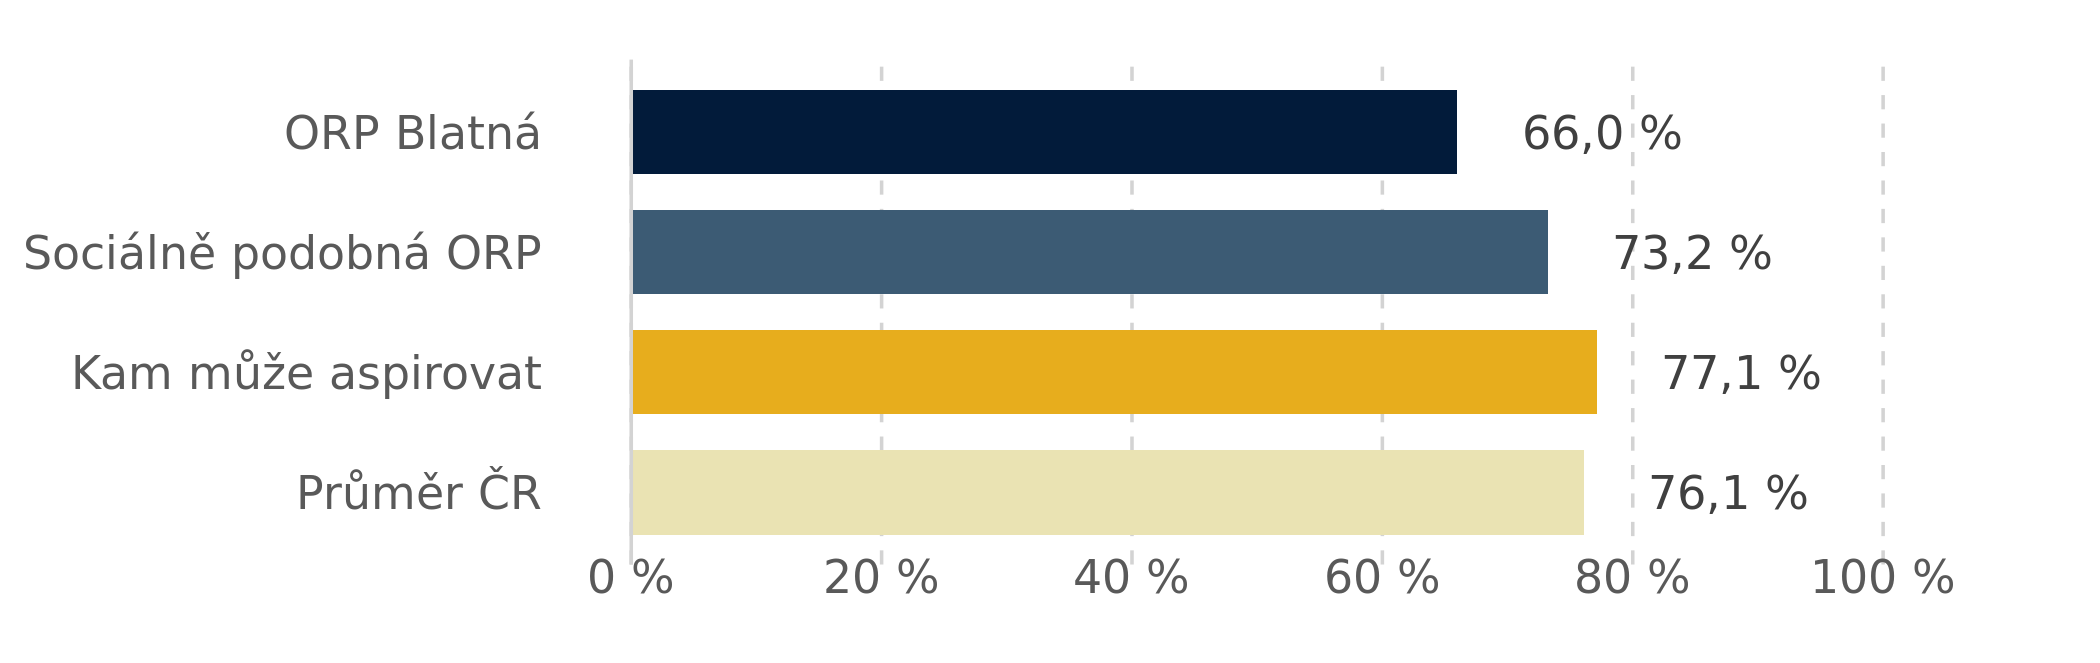 ORP Blatná 66,0 %
Sociálně podobná ORP 73,2 %
Kam může aspirovat 77,1 %
Průměr ČR 76,1 %
0 % 20 % 40 % 60 % 80 % 100 %